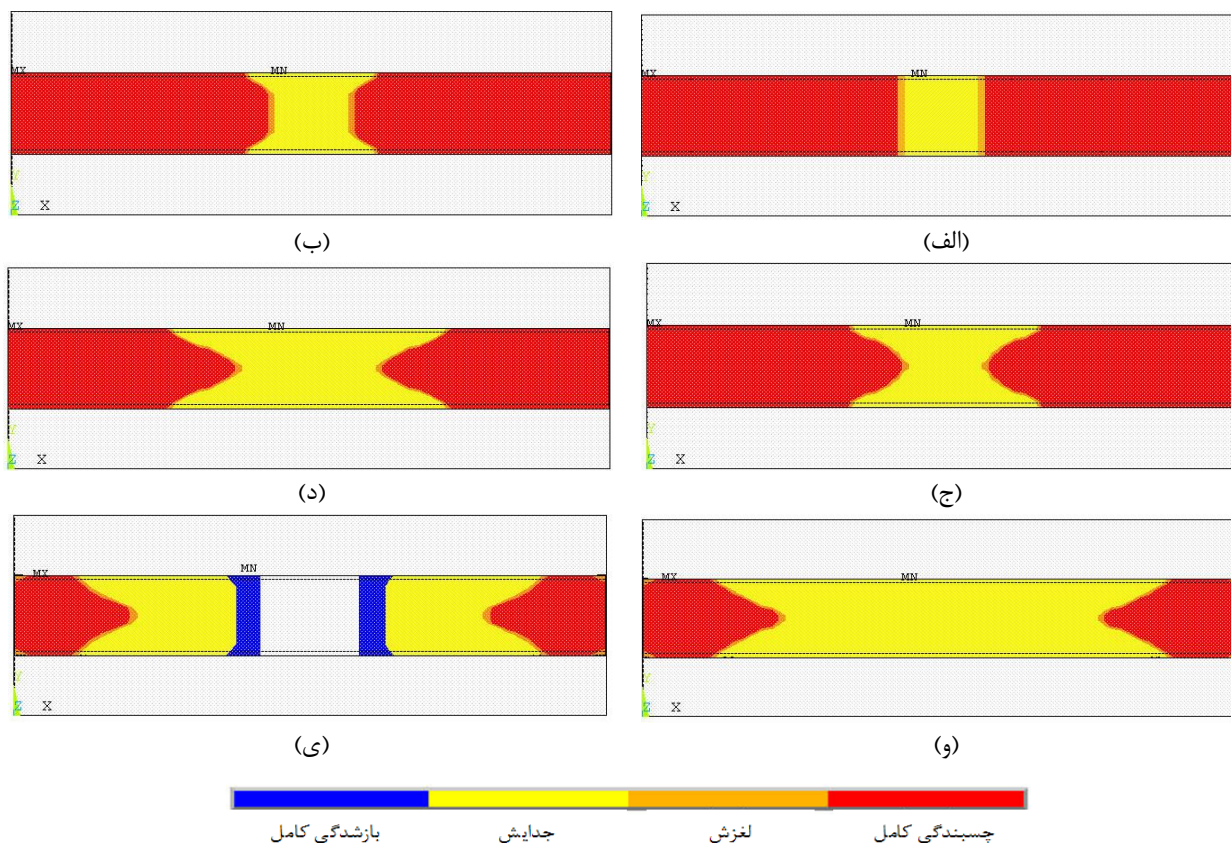 MX MN
Y
Z X
(الف)
MX MN
Y
Z X
(ب)
MX MN
Y
Z X
(ج)
MX MN
Y
Z X
(د)
MX MN
Y
Z X
(و)
MX MN
Y
Z X
(ی)
چسبندگی کامل لغزش جدایش بازشدگی کامل